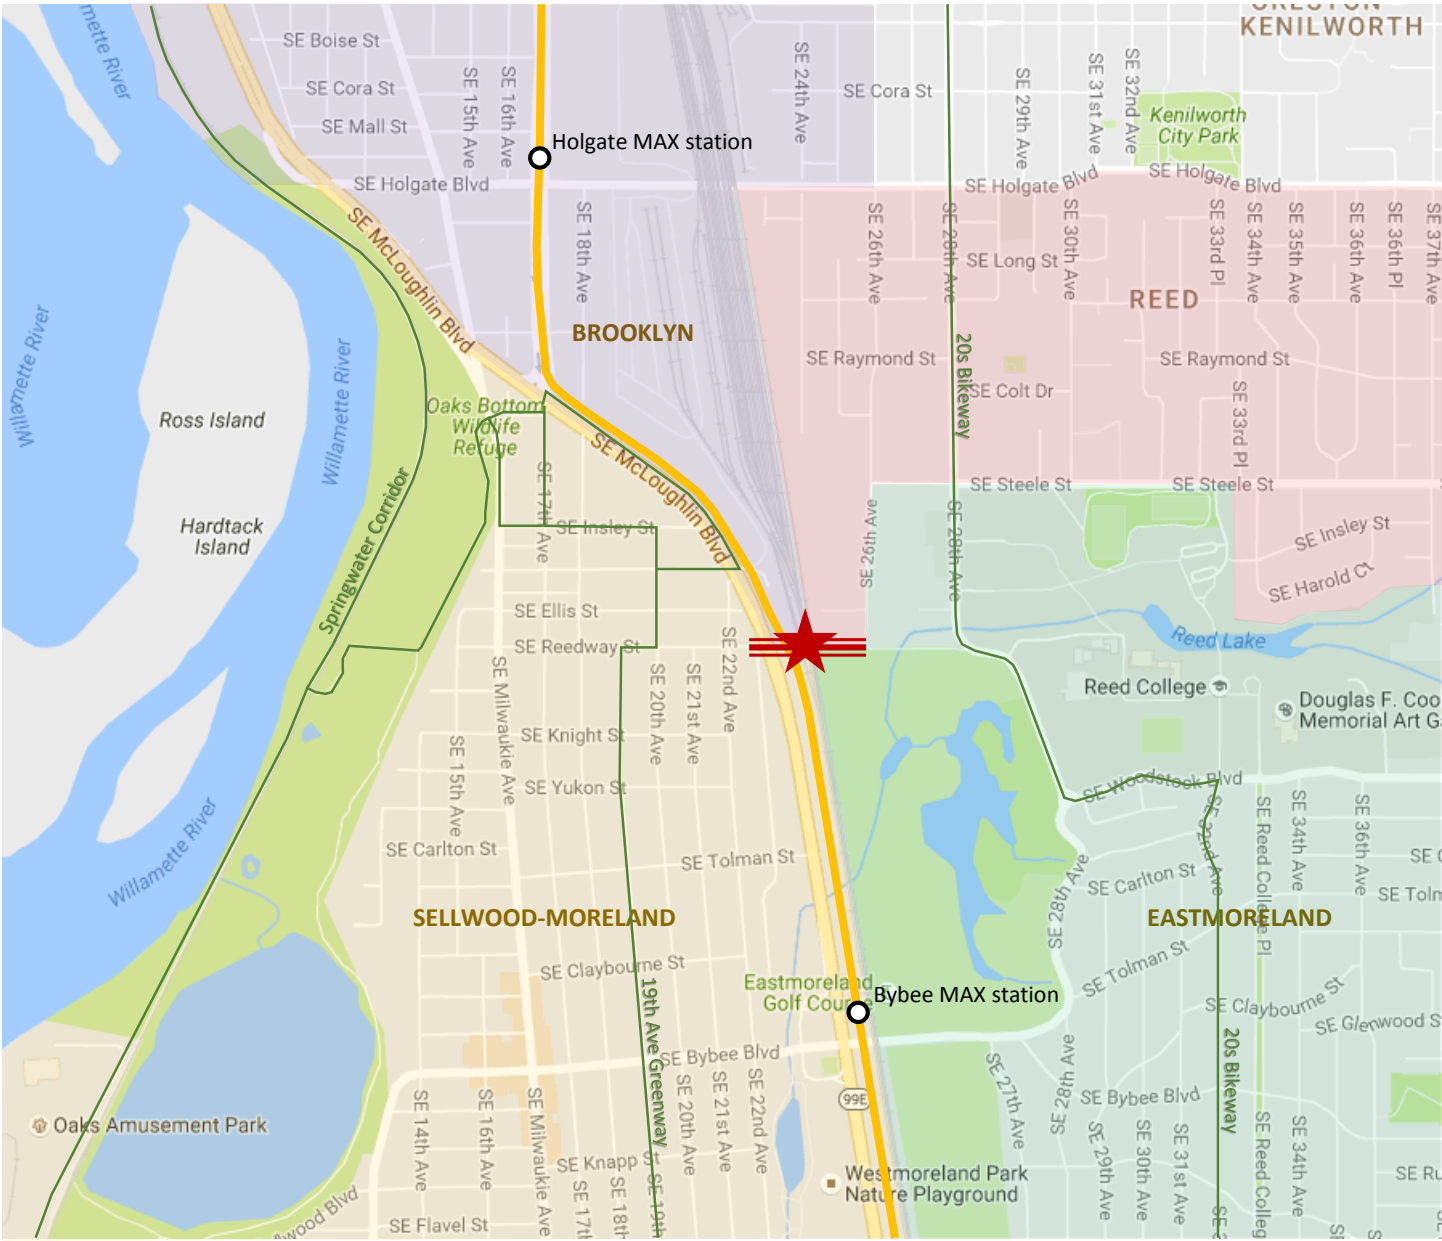 CRESTON
KENILWORTH
amette River
SE Boise St
SE Cora St
SE Mall St
SE 15th Ave
SE 16th Ave
SE 24th Ave
SE Cora St
SE 29th Ave
SE 31st Ave
SE 32nd Ave
Kenilworth
City Park
Holgate MAX station
SE Holgate Blvd
SE Holgate Blvd
SE Holgate Blvd
SE McLoughlin Blvd
SE 18th Ave
SE 26th Ave
SE 28th Ave
SE Long St
SE 30th Ave
SE 33rd Pl
SE 34th Ave
SE 35th Ave
SE 36th Ave
SE 36th Pl
SE 37th Ave
REED
BROOKLYN
Willamette River
Willamette River
SE Raymond St
SE Raymond St
20s Bikeway
SE Colt Dr
SE 33rd Pl
Ross Island
Oaks Bottom
Wildlife
Refuge
SE McLoughlin Blvd
SE 17th Ave
SE Steele St
SE Steele St
Hardtack
Island
Springwater Corridor
SE Insley St
SE 26th Ave
SE 28th Ave
SE Insley St
SE Harold Ct
SE Ellis St
SE Reedway St
SE 22nd Ave
Reed Lake
SE Milwaukie Ave
SE 20th Ave
SE 21st Ave
Reed College
Douglas F. Coo
Memorial Art G
SE Knight St
SE 15th Ave
SE Yukon St
SE Woodstock Blvd
SE 32nd Ave
SE Reed College Pl
SE 34th Ave
SE 36th Ave
Willamette River
SE Carlton St
SE Tolman St
SE C
SE Carlton St
SE Tolm
SE 28th Ave
SELLWOOD-MORELAND
EASTMORELAND
SE Tolman St
SE Claybourne St
19th Ave Greenway
Eastmoreland
Golf Course
Bybee MAX station
SE Claybourne St
SE Glenwood S
20s Bikeway
SE Bybee Blvd
SE 27th Ave
SE 28th Ave
SE Bybee Blvd
99E
Oaks Amusement Park
SE 14th Ave
SE 16th Ave
SE Milwaukie Ave
SE 20th Ave
SE 21st Ave
SE 22nd Ave
SE 29th Ave
SE 30th Ave
SE 31st Ave
SE Reed Colleg
SE 34th Ave
SE Knapp S
SE 17t
SE 18th
SE 19th
Westmoreland Park
Nature Playground
SE Ru
lwood Blvd
SE Flavel St
SE
SE